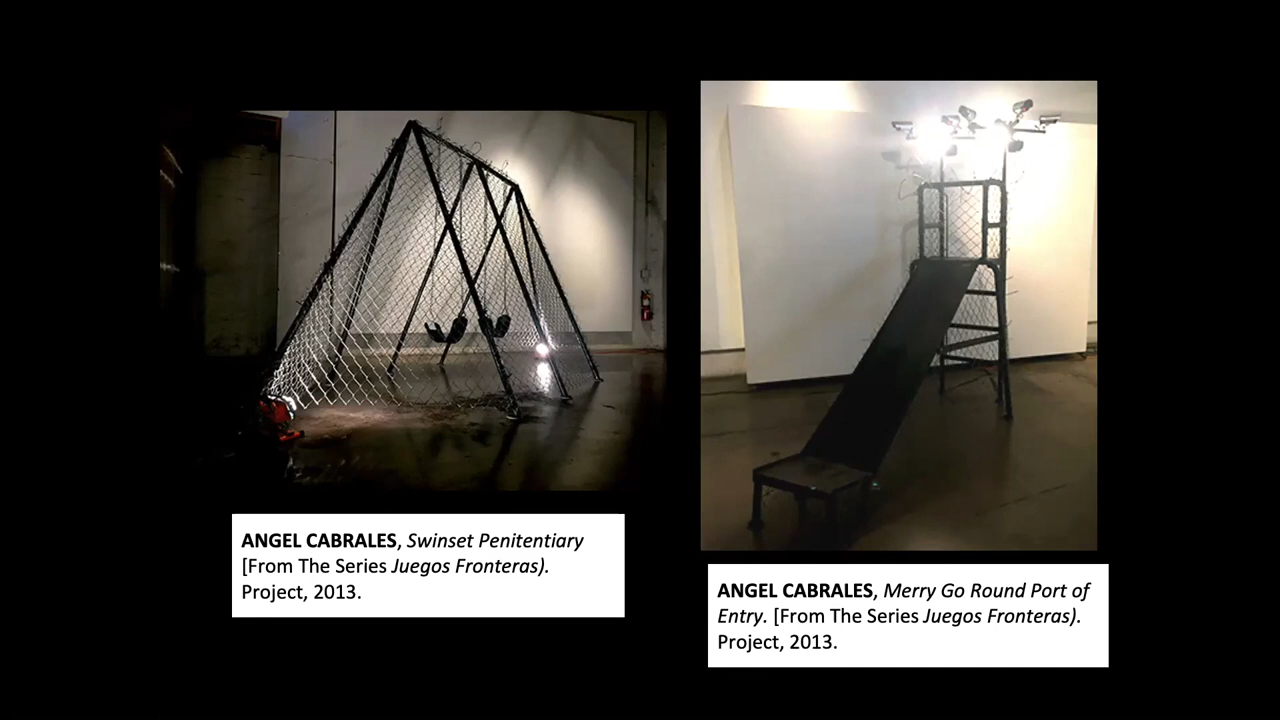 ANGEL CABRALES, Swinset Penitentiary
[From The Series Juegos Fronteras).
Project, 2013.
ANGEL CABRALES, Merry Go Round Port of
Entry. [From The Series Juegos Fronteras).
Project, 2013.